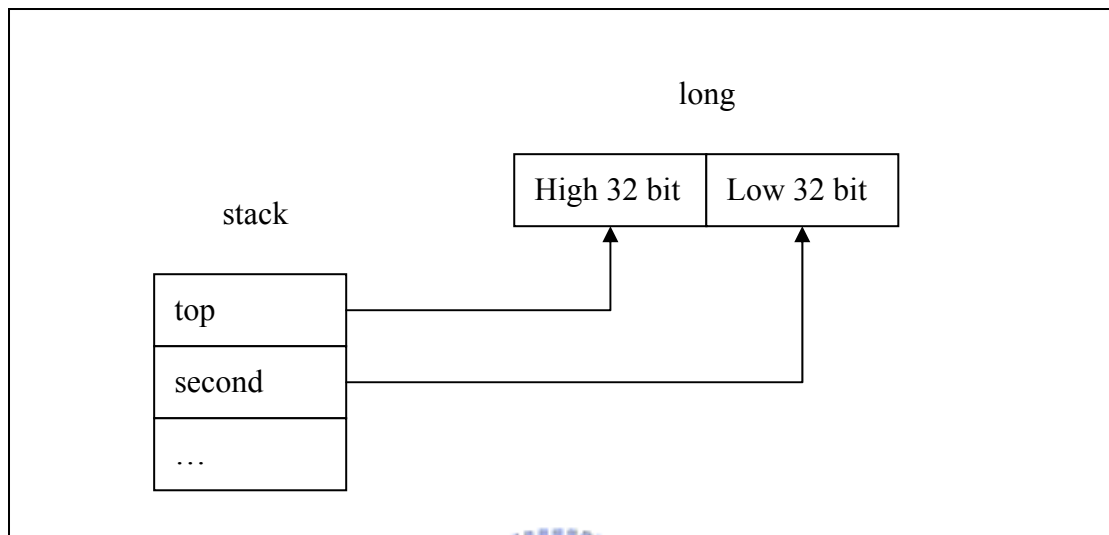 long
High 32 bit
Low 32 bit
stack
top
second
…